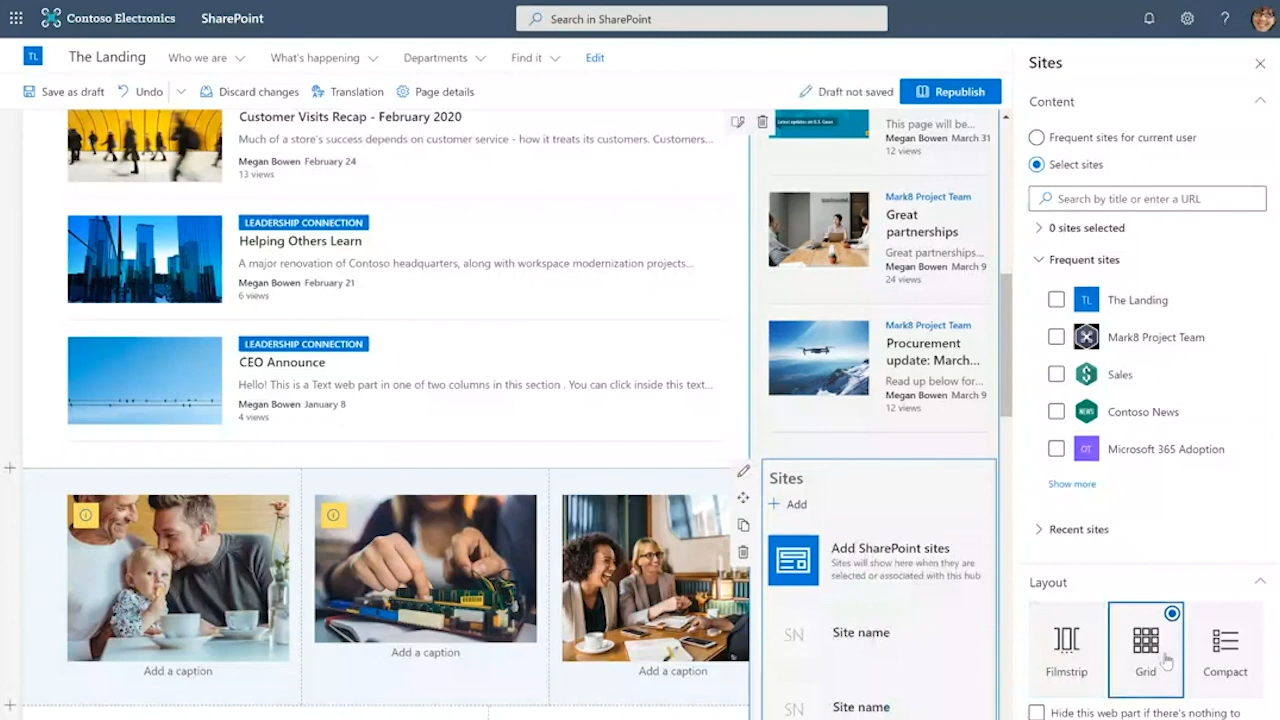 Contoso Electronics
SharePoint
Search in SharePoint
?
TL
The Landing
Who we are
What's happening
Departments
Find it
Edit
Save as draft
Undo
Discard changes
Translation
Page details
Draft not saved
Republish
Customer Visits Recap - February 2020
Much of a store's success depends on customer service - how it treats its customers. Customers...
Megan Bowen February 24
13 views
LEADERSHIP CONNECTION
Helping Others Learn
A major renovation of Contoso headquarters, along with workspace modernization projects...
Megan Bowen February 21
6 views
LEADERSHIP CONNECTION
CEO Announce
Hello! This is a Text web part in one of two columns in this section . You can click inside this text...
Megan Bowen January 8
4 views
Add a caption
Add a caption
Add a caption
Latest updates on U.S. Cases
This page will be...
Megan Bowen March 31
12 views
Mark8 Project Team
Great
partnerships
Great partnerships...
Megan Bowen March 9
24 views
Mark8 Project Team
Procurement
update: March...
Read up below for...
Megan Bowen March 9
12 views
Sites
+ Add
Add SharePoint sites
Sites will show here when they are
selected or associated with this hub
SN
Site name
SN
Site name
Sites
Content
Frequent sites for current user
Select sites
Search by title or enter a URL
0 sites selected
Frequent sites
TL
The Landing
Mark8 Project Team
$
Sales
NEWS
Contoso News
OT
Microsoft 365 Adoption
Show more
Recent sites
Layout
Filmstrip
Grid
Compact
Hide this web part if there's nothing to